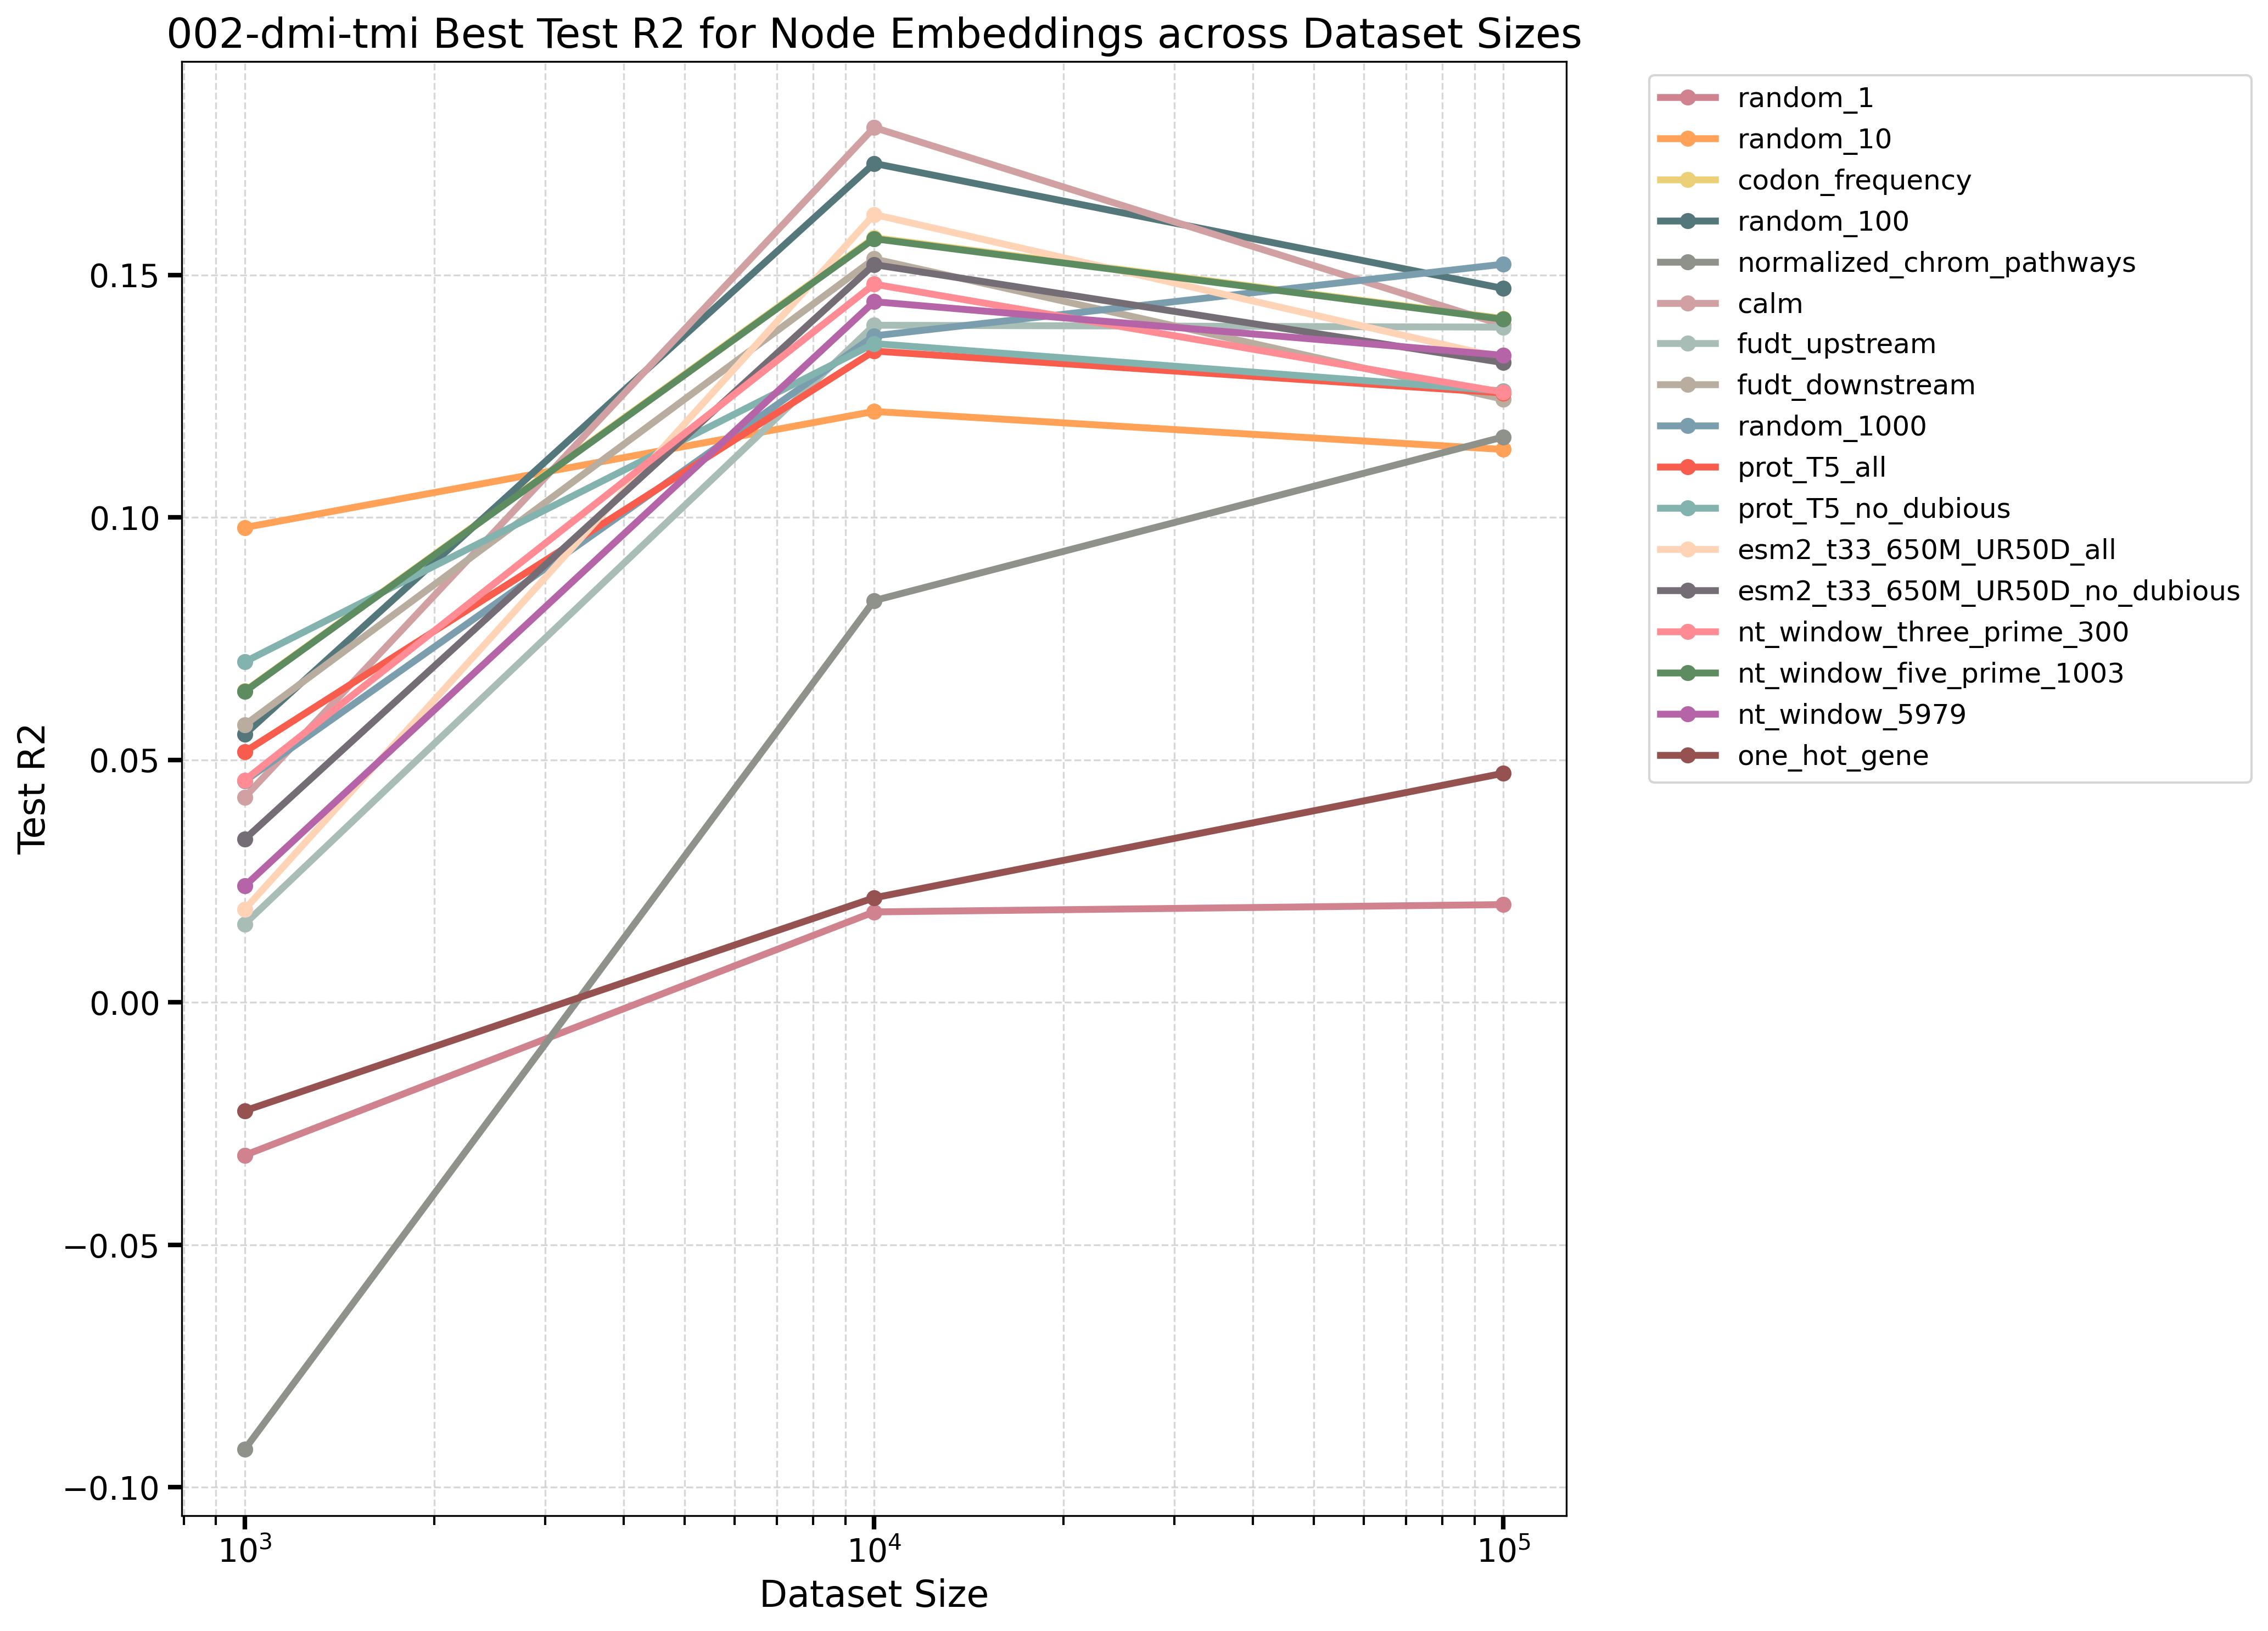 002-dmi-tmi Best Test R2 for Node Embeddings across Dataset Sizes
random_1
random_10
codon_frequency
random_100
normalized_chrom_pathways
calm
fudt_upstream
fudt_downstream
random_1000
prot_T5_all
prot_T5_no_dubious
esm2_t33_650M_UR50D_all
esm2_t33_650M_UR50D_no_dubious
nt_window_three_prime_300
nt_window_five_prime_1003
nt_window_5979
one_hot_gene
Test R2
0.15
0.10
0.05
0.00
−0.05
−0.10
10³ 10⁴ 10⁵
Dataset Size